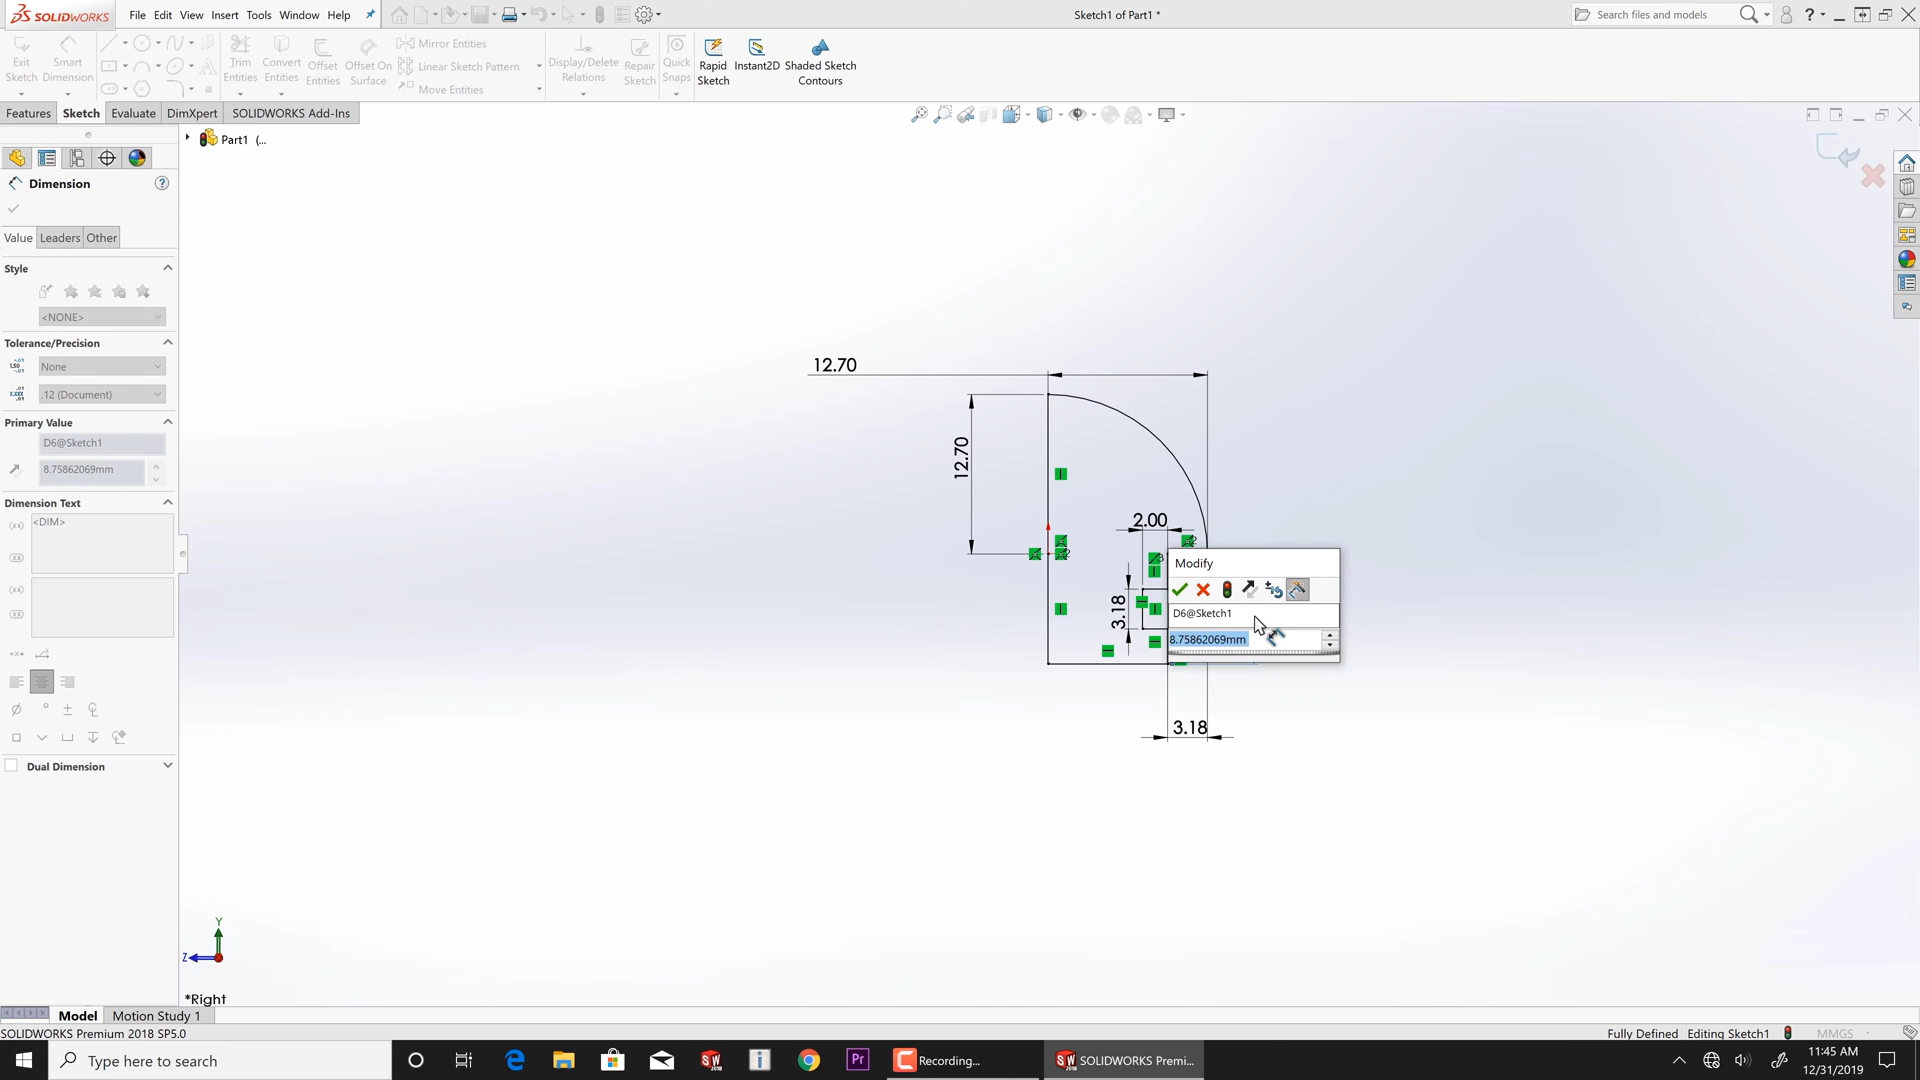 SOLIDWORKS
File Edit View Insert Tools Window Help
Sketch1 of Part1 *
Search files and models
Exit Sketch
Smart Dimension
Trim Entities
Convert Entities
Offset Entities
Offset On Surface
Mirror Entities
Linear Sketch Pattern
Move Entities
Display/Delete Relations
Repair Sketch
Quick Snaps
Rapid Sketch
Instant2D
Shaded Sketch Contours
Features Sketch Evaluate DimXpert SOLIDWORKS Add-Ins
Part1 (...
Dimension
Value Leaders Other
Style
<NONE>
Tolerance/Precision
None
.12 (Document)
Primary Value
D6@Sketch1
8.75862069mm
Dimension Text
<DIM>
Dual Dimension
12.70
12.70
2.00
3.18
3.18
Modify
D6@Sketch1
8.75862069mm
Y
Z
*Right
Model Motion Study 1
SOLIDWORKS Premium 2018 SP5.0
Fully Defined Editing Sketch1 MMGS
Type here to search
Recording...
SOLIDWORKS Premi...
11:45 AM
12/31/2019